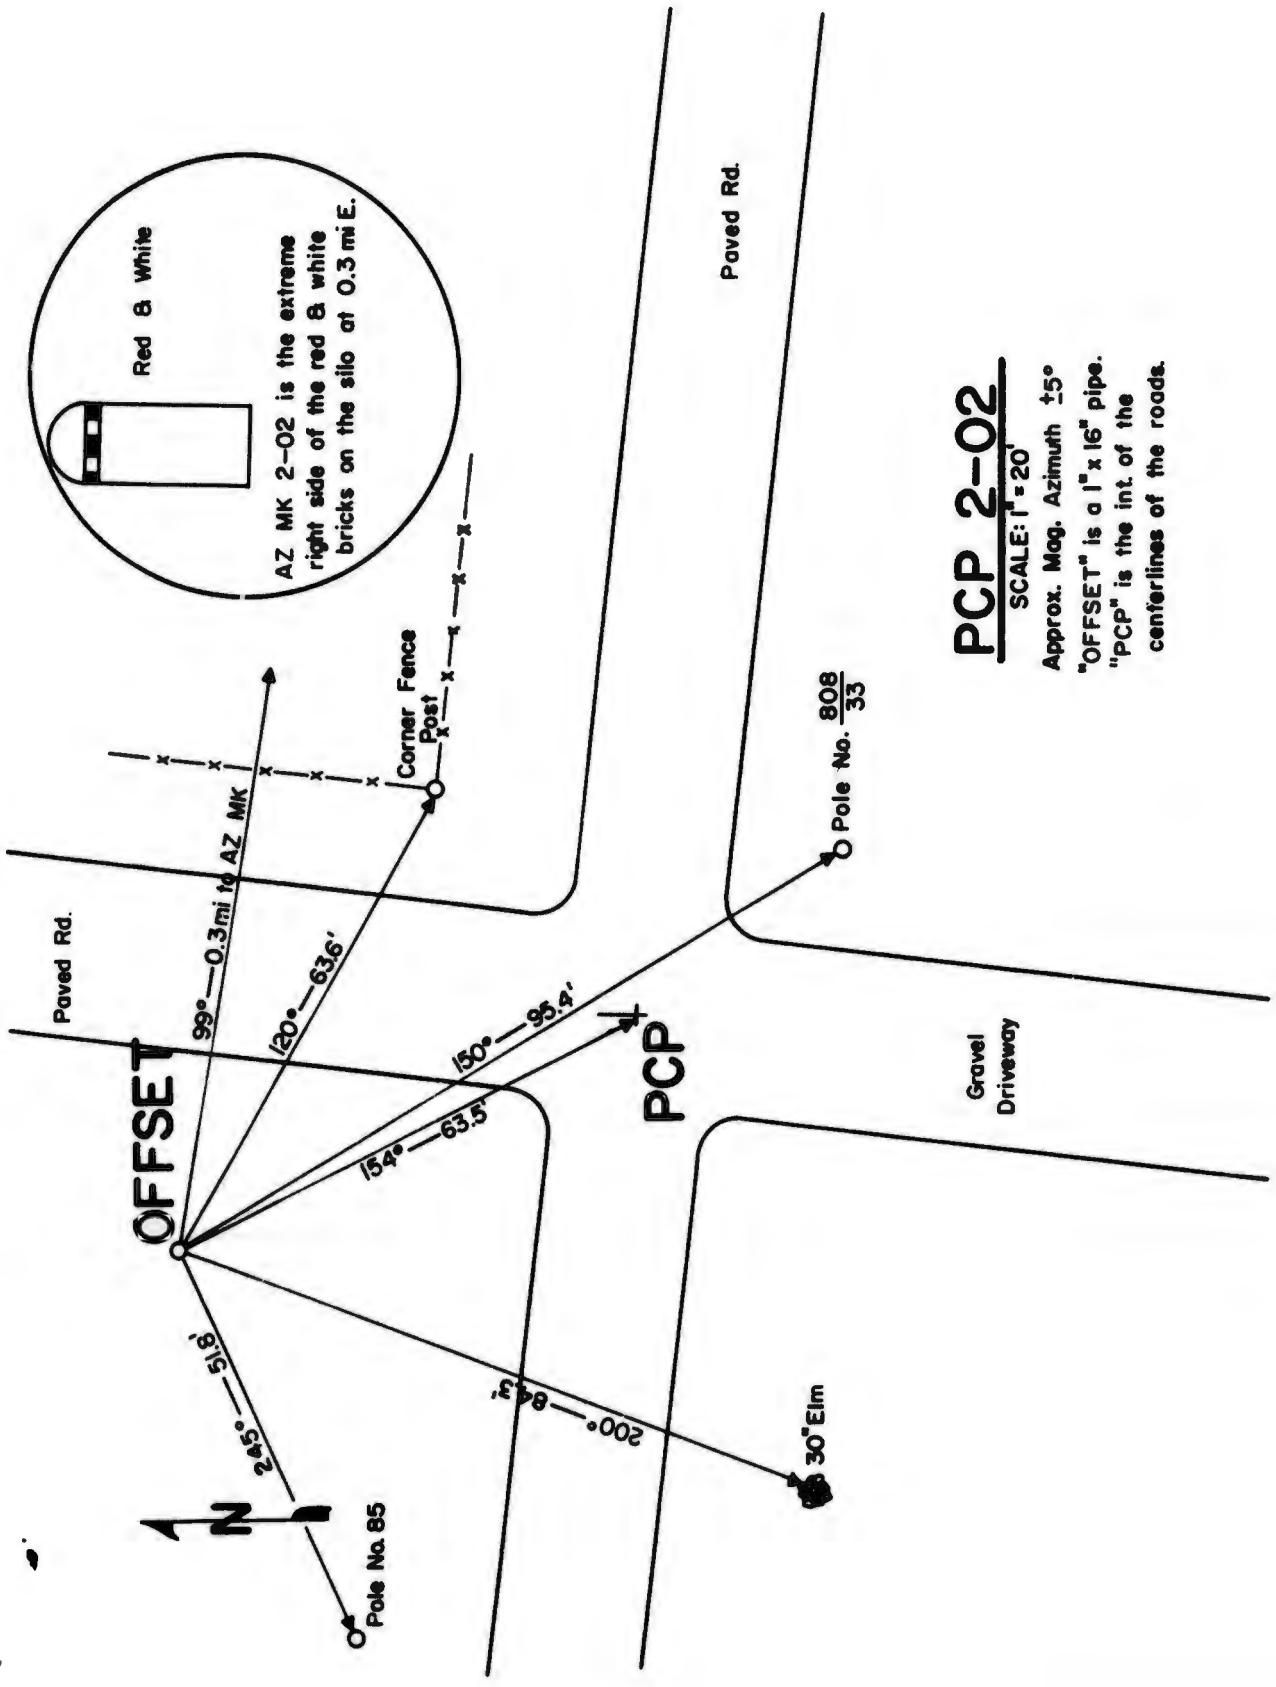 Paved Rd.
OFFSET
99°—0.3mi to AZ MK
120°—63.6'
150°—95.4'
154°—63.5'
245°—51.8'
200°—84.3'
N
Pole No. 85
30" Elm
PCP
Corner Fence
Post
Pole No. 808
33
Gravel
Driveway
Paved Rd.
Red & White
AZ MK 2-02 is the extreme
right side of the red & white
bricks on the silo at 0.3 mi E.
PCP 2-02
SCALE: 1" = 20'
Approx. Mag. Azimuth ±5°
"OFFSET" is a 1" x 16" pipe.
"PCP" is the int. of the
centerlines of the roads.